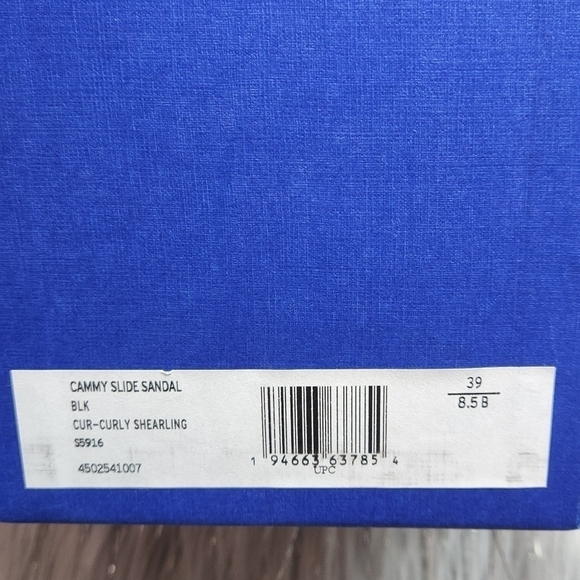 CAMMY SLIDE SANDAL
BLK
CUR-CURLY SHEARLING
S5916
4502541007
1 94663 63785 4
UPC
39
8.5 B